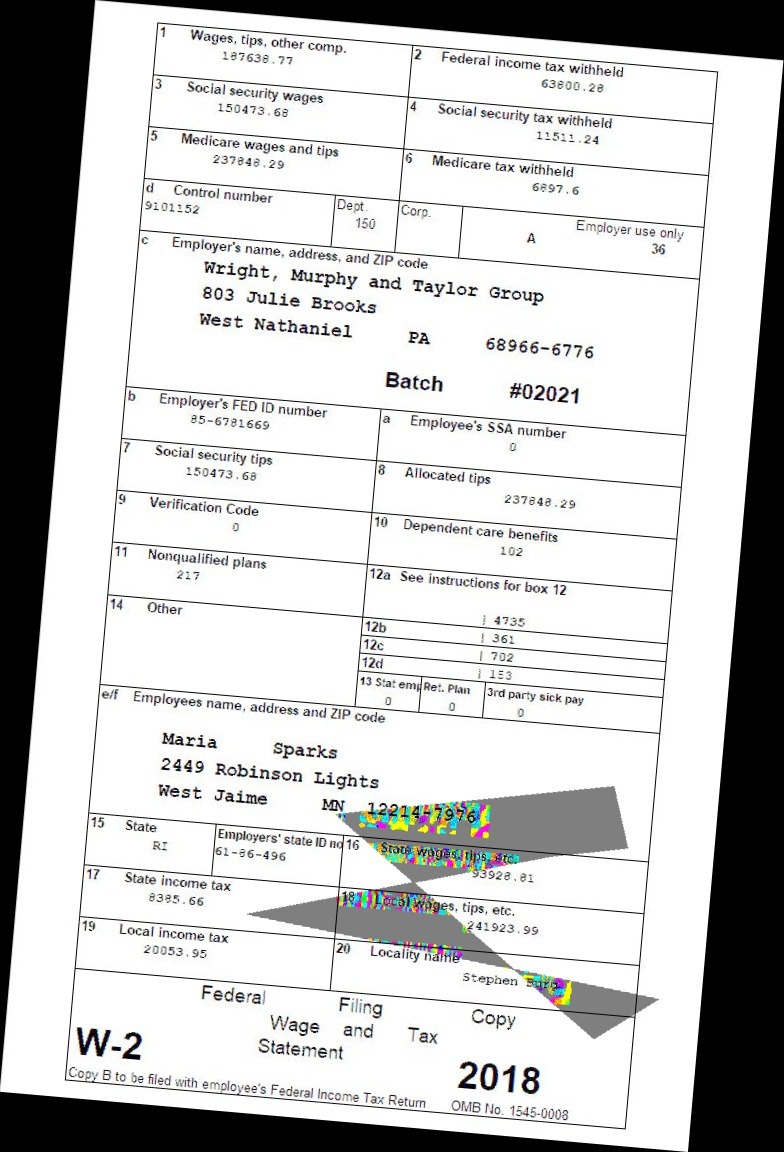 1 Wages, tips, other comp.
187638.77
2 Federal income tax withheld
63800.28
3 Social security wages
150473.68
4 Social security tax withheld
11511.24
5 Medicare wages and tips
237848.29
6 Medicare tax withheld
6897.6
d Control number
9101152
Dept.
150
Corp.
A
Employer use only
36
c Employer's name, address, and ZIP code
Wright, Murphy and Taylor Group
803 Julie Brooks
West Nathaniel PA 68966-6776
Batch #02021
b Employer's FED ID number
85-6781669
a Employee's SSA number
0
7 Social security tips
150473.68
8 Allocated tips
237848.29
9 Verification Code
0
10 Dependent care benefits
102
11 Nonqualified plans
217
12a See instructions for box 12
| 4735
14 Other
12b | 361
12c | 702
12d | 153
13 Stat emp
0
Ret. Plan
0
3rd party sick pay
0
e/f Employees name, address and ZIP code
Maria Sparks
2449 Robinson Lights
West Jaime MN 12214-7976
15 State
RI
Employers' state ID no
61-86-496
16 State wages, tips, etc.
93928.81
17 State income tax
8385.66
18 Local wages, tips, etc.
241923.99
19 Local income tax
20053.95
20 Locality name
Stephen
Federal Filing Copy
Wage and Tax
Statement
W-2
2018
Copy B to be filed with employee's Federal Income Tax Return
OMB No. 1545-0008